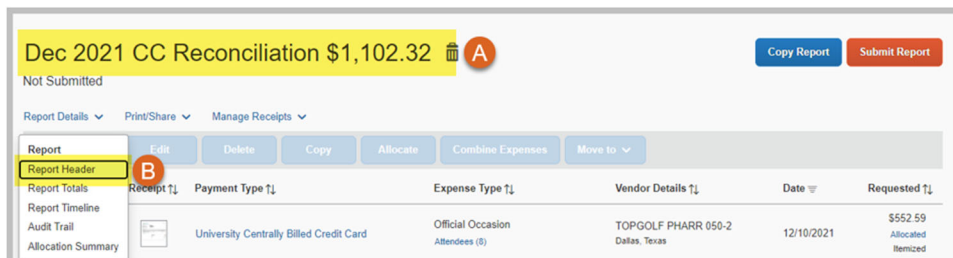 Dec 2021 CC Reconciliation $1,102.32 A
Copy Report Submit Report
Not Submitted
Report Details Print/Share Manage Receipts
Report
Edit Delete Copy Allocate Combine Expenses Move to
Report Header B
Report Totals
Receipt Payment Type Expense Type Vendor Details Date Requested
Report Timeline
Audit Trail
Allocation Summary
University Centrally Billed Credit Card
Official Occasion
Attendees (8)
TOPGOLF PHARR 050-2
Dallas, Texas
12/10/2021
$552.59
Allocated
Itemized